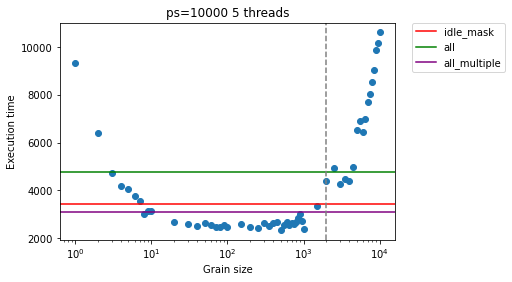 ps=10000 5 threads
idle_mask
all
all_multiple
Execution time
10000
8000
6000
4000
2000
10⁰
10¹
10²
10³
10⁴
Grain size